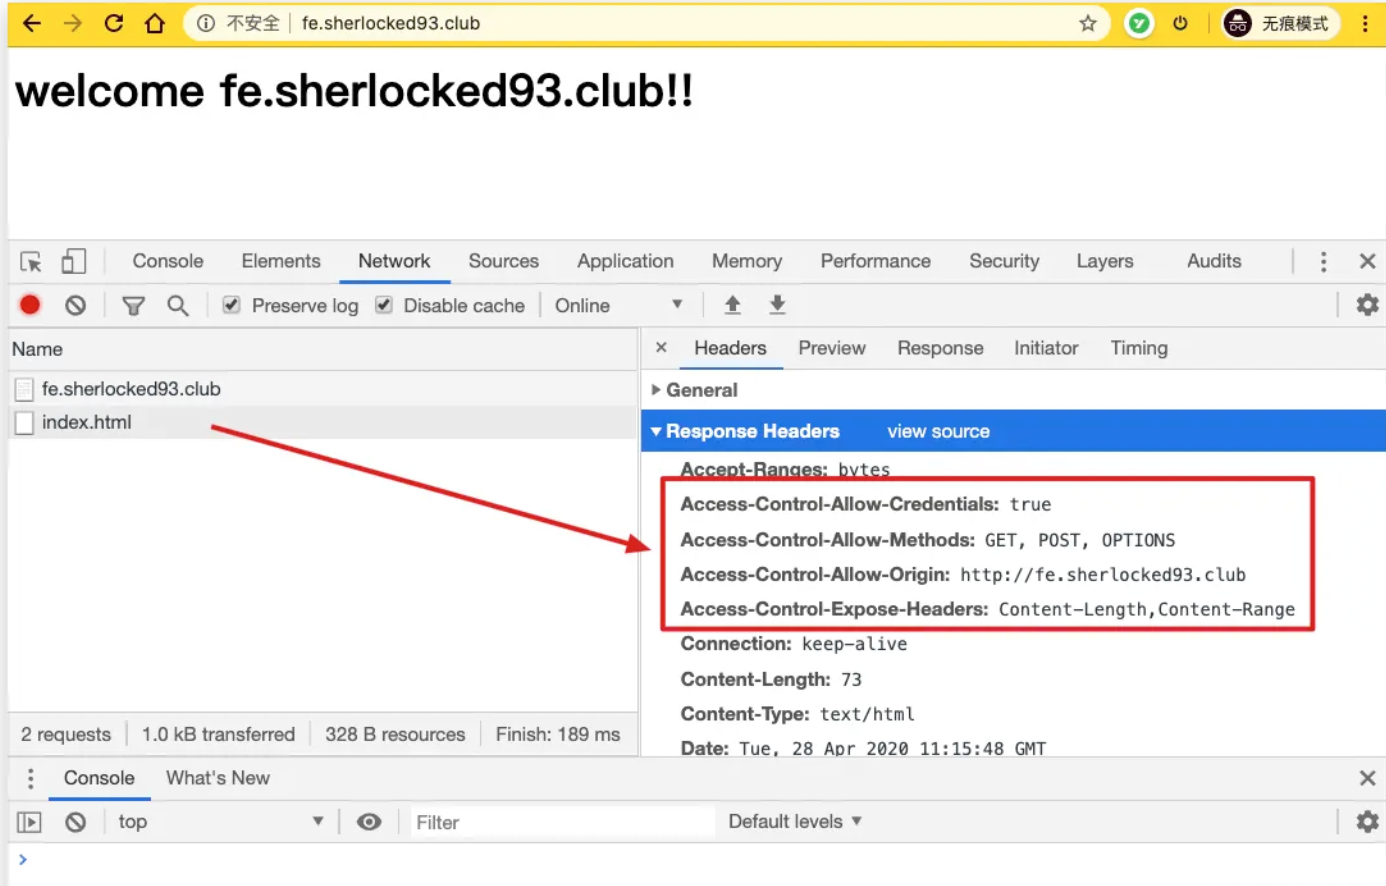 不安全 fe.sherlocked93.club 无痕模式
welcome fe.sherlocked93.club!!
Console Elements Network Sources Application Memory Performance Security Layers Audits
Preserve log Disable cache Online
Name
fe.sherlocked93.club
index.html
2 requests 1.0 kB transferred 328 B resources Finish: 189 ms
Headers Preview Response Initiator Timing
General
Response Headers view source
Accept-Ranges: bytes
Access-Control-Allow-Credentials: true
Access-Control-Allow-Methods: GET, POST, OPTIONS
Access-Control-Allow-Origin: http://fe.sherlocked93.club
Access-Control-Expose-Headers: Content-Length,Content-Range
Connection: keep-alive
Content-Length: 73
Content-Type: text/html
Date: Tue, 28 Apr 2020 11:15:48 GMT
Console What's New
top Filter Default levels